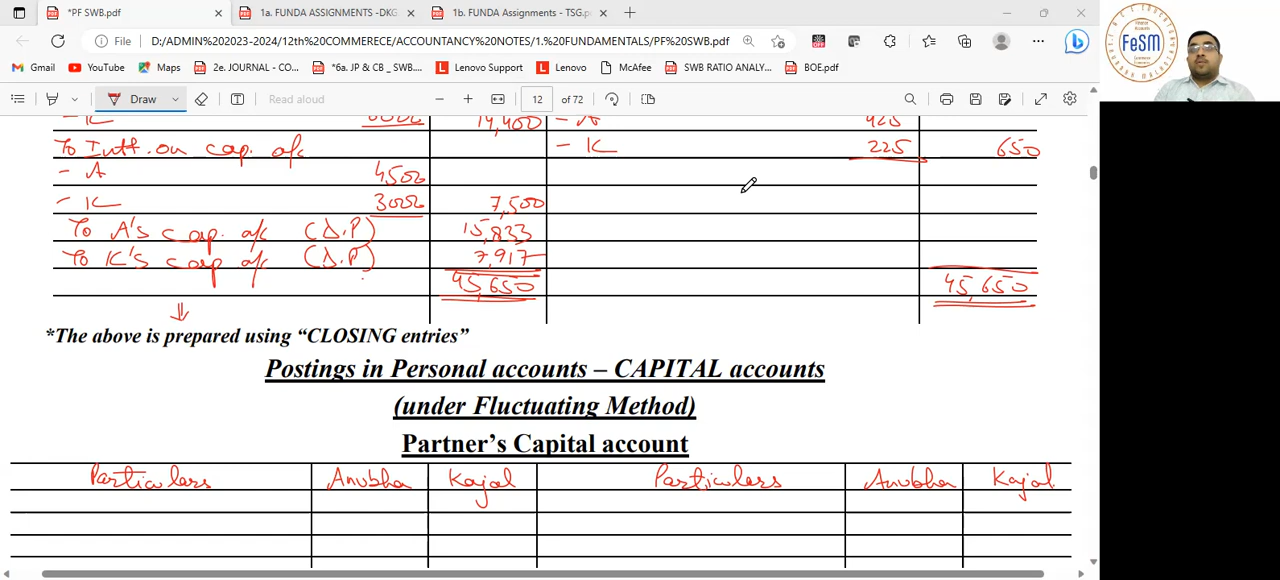 *PF SWB.pdf
1a. FUNDA ASSIGNMENTS -DKG
1b. FUNDA Assignments - TSG.p
File
D:/ADMIN%202023-2024/12th%20COMMERECE/ACCOUNTANCY%20NOTES/1.%20FUNDAMENTALS/PF%20SWB.pdf
Gmail
YouTube
Maps
2e. JOURNAL - CO...
*6a. JP & CB _ SWB....
Lenovo Support
Lenovo
McAfee
SWB RATIO ANALY...
BOE.pdf
Draw
Read aloud
12 of 72
FeSM
- K 14,400 - A 425
To Intt. on cap. a/c - K 225 650
- A 4500
- K 3000 7,500
To A's cap. a/c (D.P) 15,833
To K's cap a/c (D.P) 7,917
45,650 45,650
*The above is prepared using “CLOSING entries”
Postings in Personal accounts – CAPITAL accounts
(under Fluctuating Method)
Partner’s Capital account
Particulars Anubha Kajal Particulars Anubha Kajal